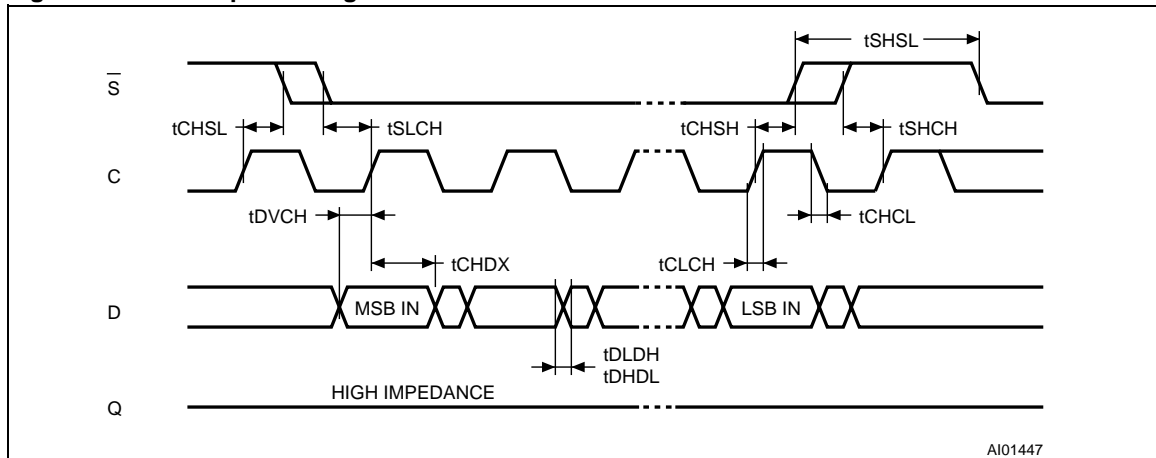 tSHSL
S
tCHSL
tSLCH
tCHSH
tSHCH
C
tDVCH
tCHCL
tCHDX
tCLCH
D
MSB IN
LSB IN
tDLDH
tDHDL
HIGH IMPEDANCE
Q
AI01447